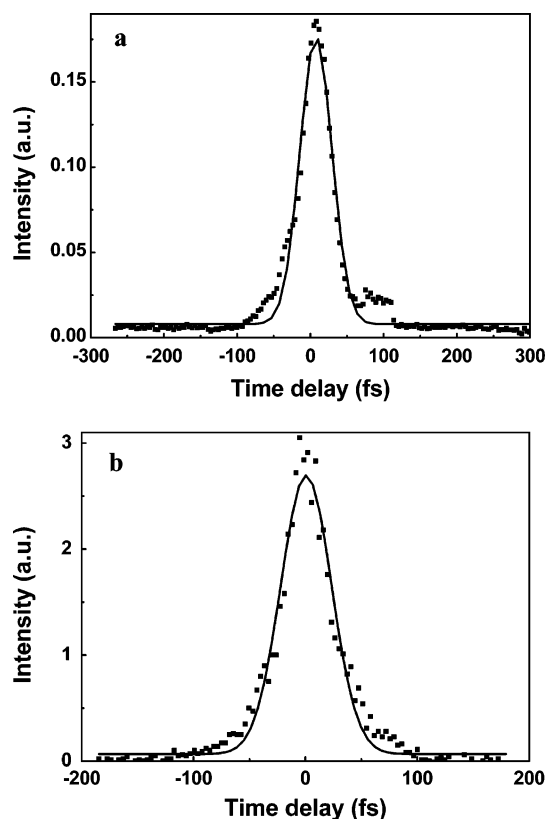 a
Intensity (a.u.)
0.15
0.10
0.05
0.00
-300 -200 -100 0 100 200 300
Time delay (fs)
b
Intensity (a.u.)
3
2
1
0
-200 -100 0 100 200
Time delay (fs)